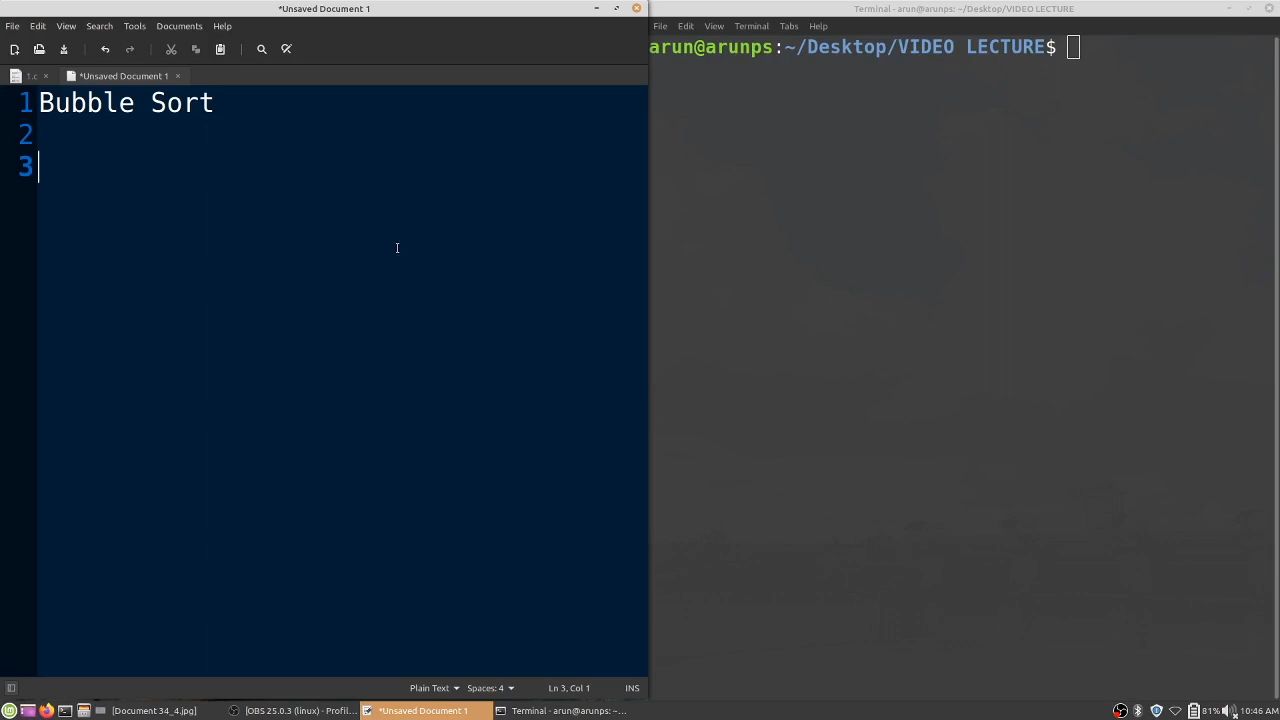 *Unsaved Document 1
Terminal - arun@arunps: ~/Desktop/VIDEO LECTURE
File Edit View Search Tools Documents Help
File Edit View Terminal Tabs Help
arun@arunps:~/Desktop/VIDEO LECTURE$
1.c
*Unsaved Document 1
1 Bubble Sort
2
3
Plain Text
Spaces: 4
Ln 3, Col 1
INS
[Document 34_4.jpg]
[OBS 25.0.3 (linux) - Profil...
*Unsaved Document 1
Terminal - arun@arunps: ~/...
81%
10:46 AM